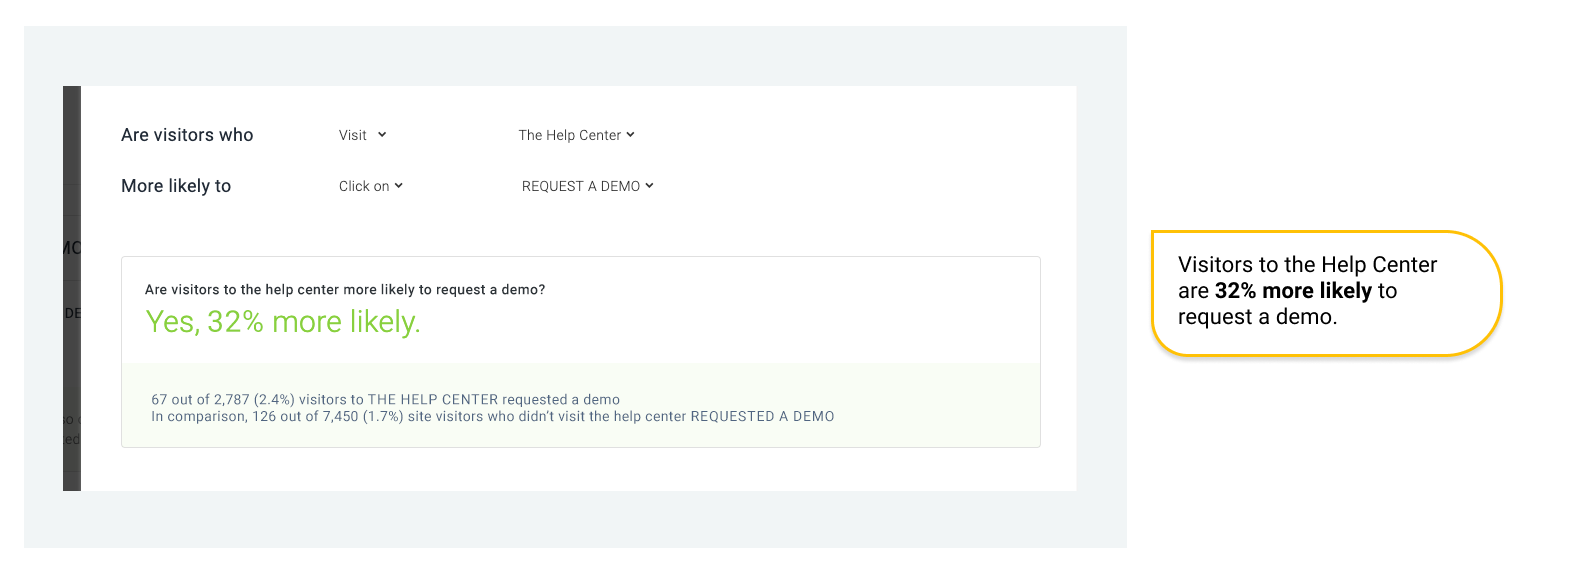 Are visitors who Visit The Help Center
More likely to Click on REQUEST A DEMO
Are visitors to the help center more likely to request a demo?
Yes, 32% more likely.
67 out of 2,787 (2.4%) visitors to THE HELP CENTER requested a demo
In comparison, 126 out of 7,450 (1.7%) site visitors who didn't visit the help center REQUESTED A DEMO
Visitors to the Help Center
are 32% more likely to
request a demo.